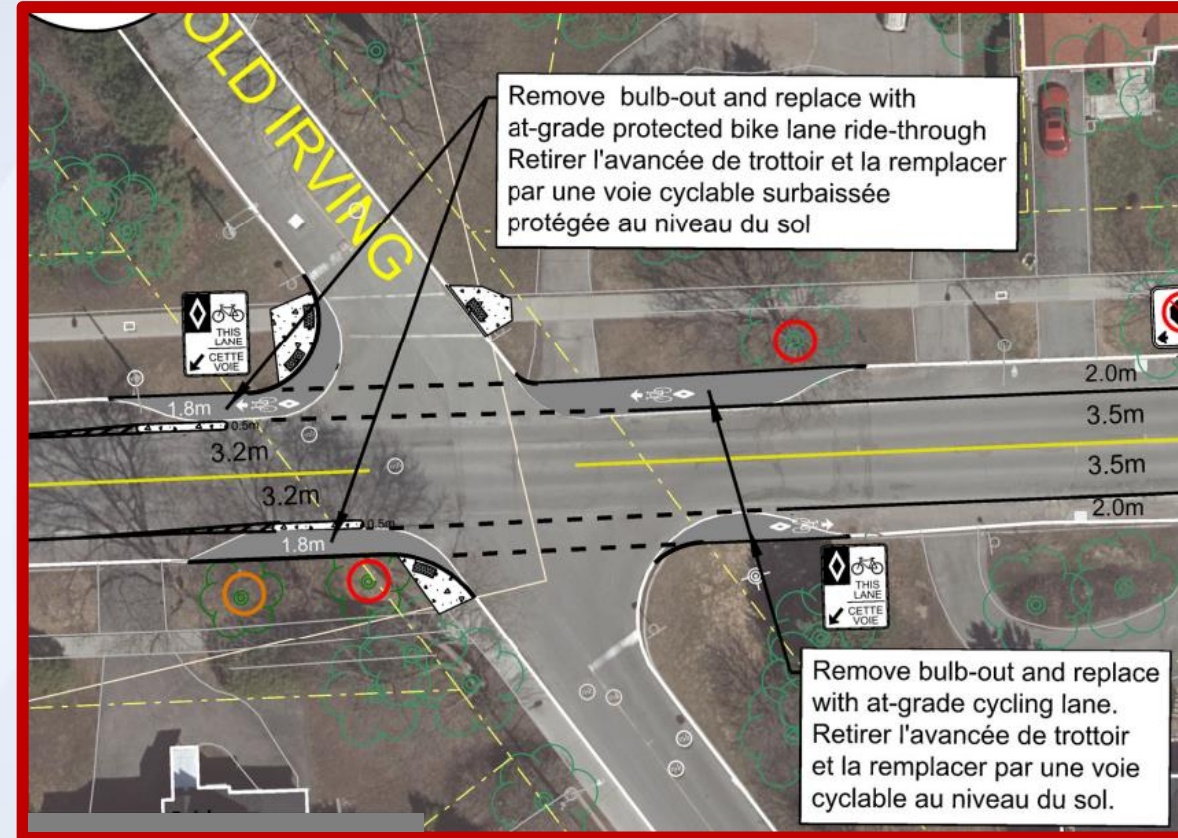 OLD IRVING
Remove bulb-out and replace with
at-grade protected bike lane ride-through
Retirer l'avancée de trottoir et la remplacer
par une voie cyclable surbaissée
protégée au niveau du sol
THIS
LANE
CETTE
VOIE
2.0m
1.8m
3.5m
0.5m
3.2m
3.5m
3.2m
2.0m
0.5m
1.8m
THIS
LANE
CETTE
VOIE
Remove bulb-out and replace
with at-grade cycling lane.
Retirer l'avancée de trottoir
et la remplacer par une voie
cyclable au niveau du sol.